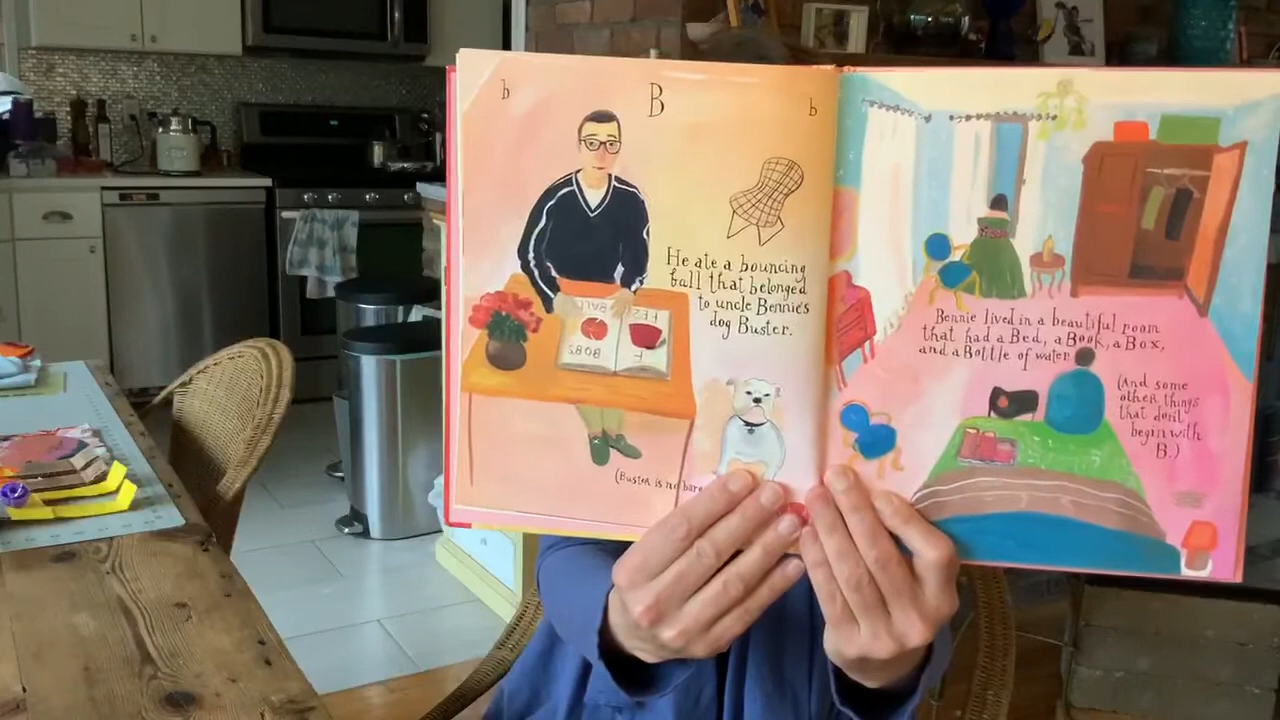 b B b
He ate a bouncing
ball that belonged
to uncle Bennie's
dog Buster.
BALL
BOB2
(Buster is no
Bennie lived in a beautiful room
that had a Bed, a Book, a Box,
and a Bottle of water
(And some
other things
that don't
begin with
B.)